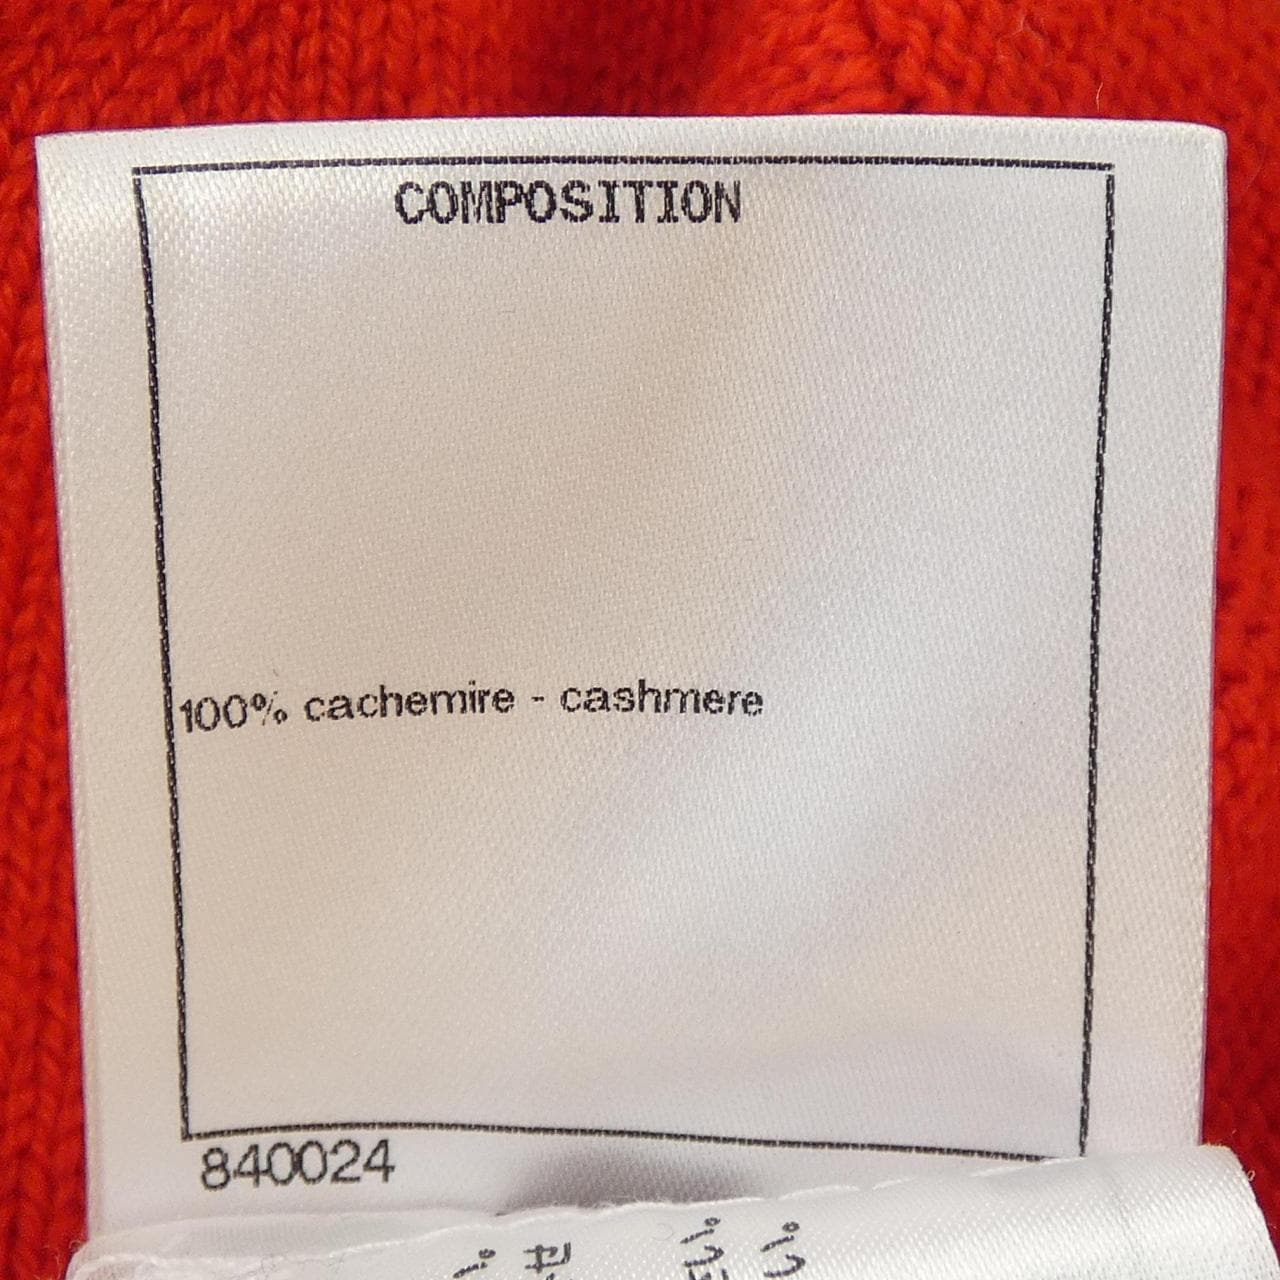 COMPOSITION
100% cachemire - cashmere
840024